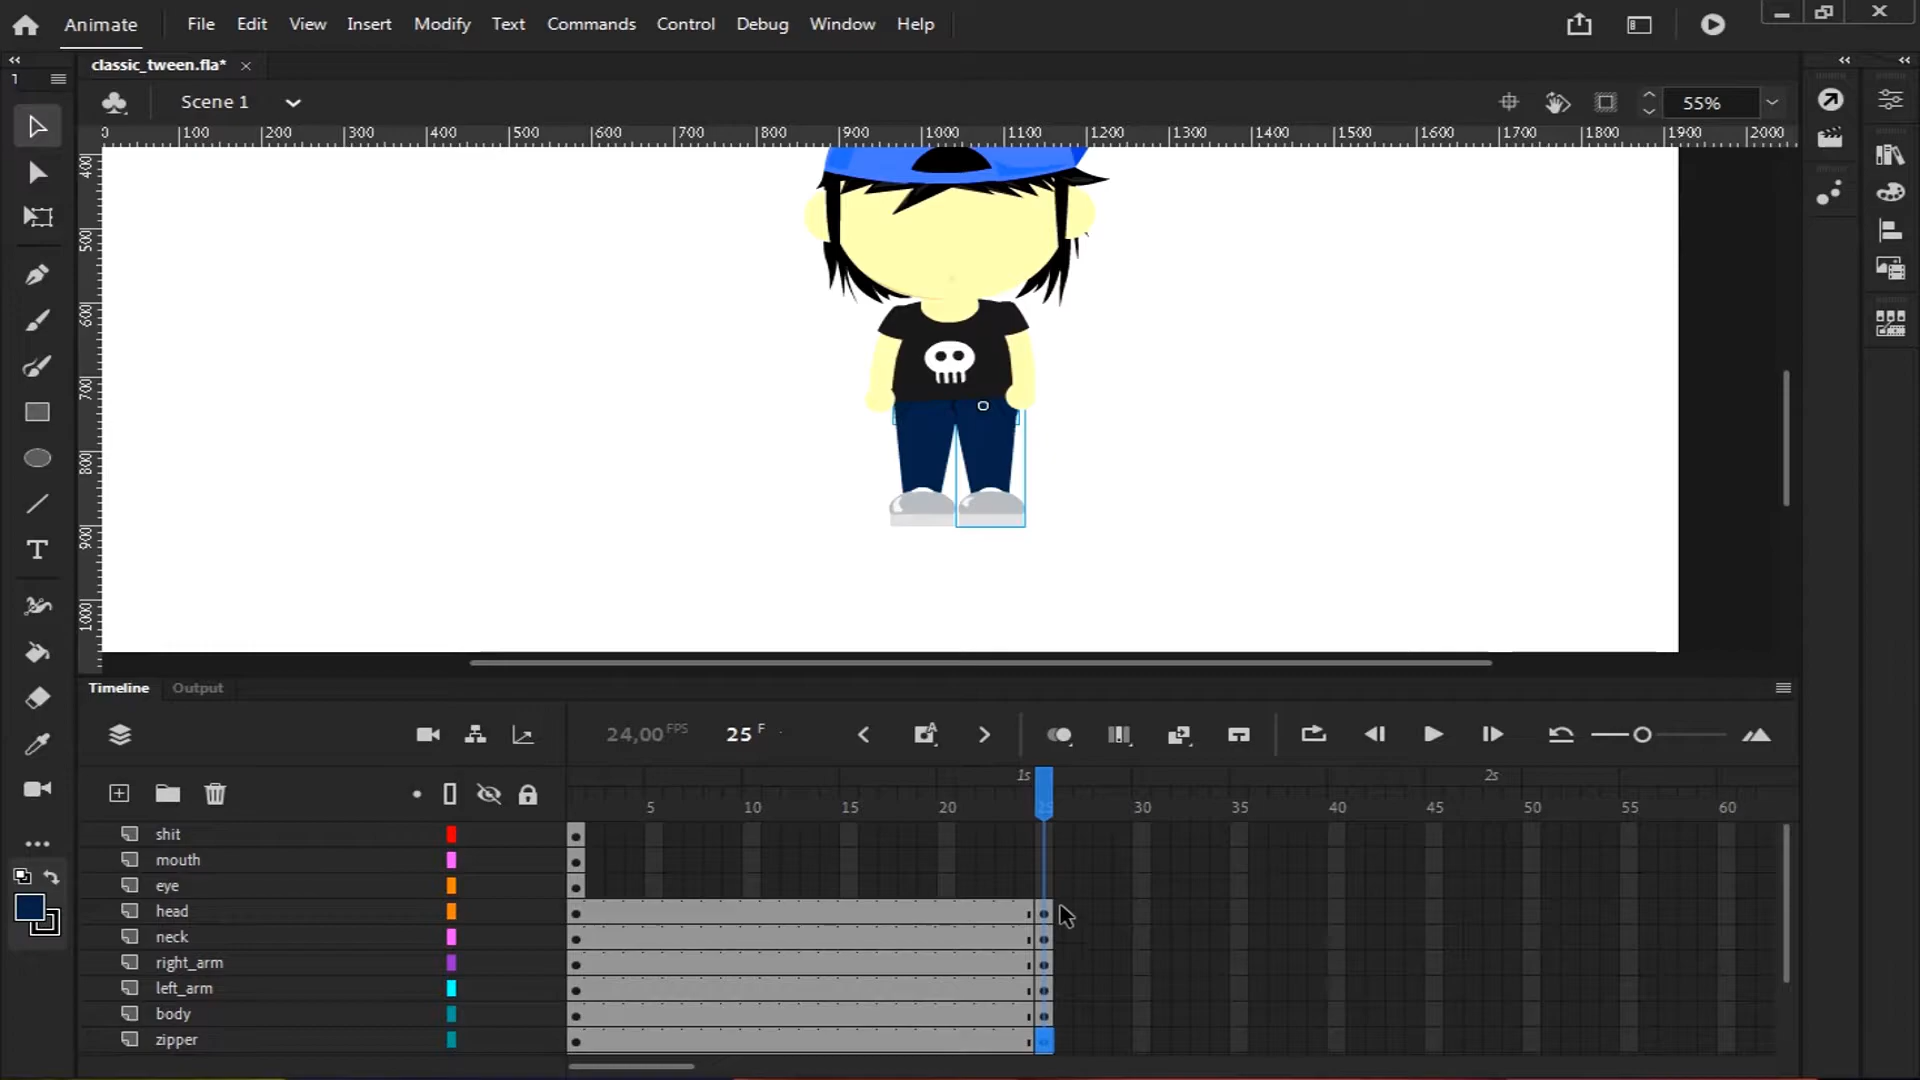 Animate File Edit View Insert Modify Text Commands Control Debug Window Help
classic_tween.fla*
Scene 1 55%
0 100 200 300 400 500 600 700 800 900 1000 1100 1200 1300 1400 1500 1600 1700 1800 1900 2000
400
500
600
700
800
900
1000
Timeline Output
24,00 FPS 25 F
1s 2s
5 10 15 20 25 30 35 40 45 50 55 60
shit
mouth
eye
head
neck
right_arm
left_arm
body
zipper